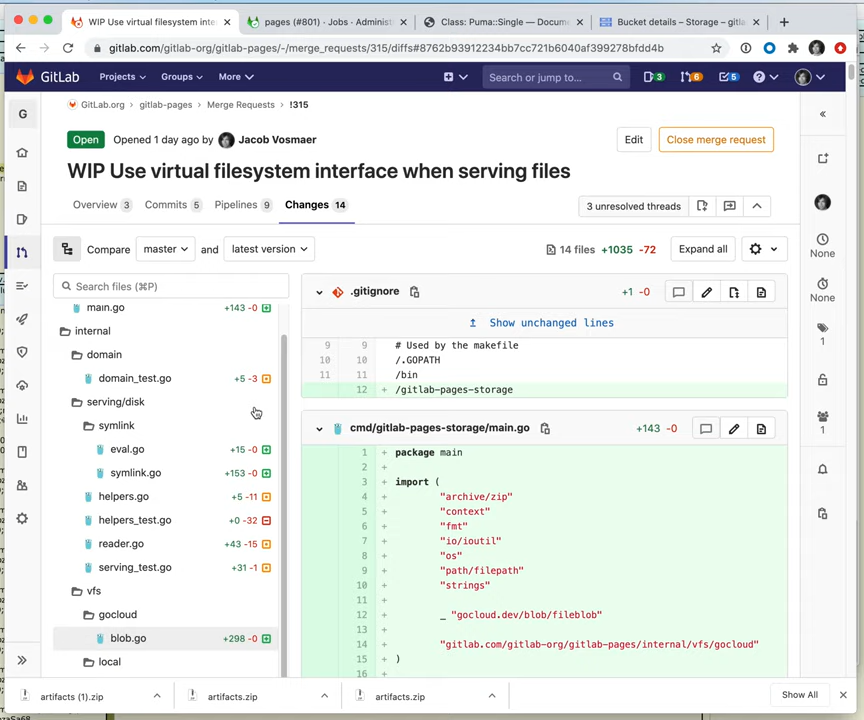 WIP Use virtual filesystem inte
pages (#801) · Jobs · Administ
Class: Puma::Single — Docume
Bucket details – Storage – gitla
gitlab.com/gitlab-org/gitlab-pages/-/merge_requests/315/diffs#8762b93912234bb7cc721b6040af399278bfdd4b
GitLab
Projects
Groups
More
Search or jump to...
3
6
5
G
GitLab.org › gitlab-pages › Merge Requests › !315
Open
Opened 1 day ago by Jacob Vosmaer
Edit
Close merge request
WIP Use virtual filesystem interface when serving files
Overview 3
Commits 5
Pipelines 9
Changes 14
3 unresolved threads
Compare master and latest version
14 files +1035 -72
Expand all
None
None
1
1
Search files (⌘P)
main.go +143 -0
internal
domain
domain_test.go +5 -3
serving/disk
symlink
eval.go +15 -0
symlink.go +153 -0
helpers.go +5 -11
helpers_test.go +0 -32
reader.go +43 -15
serving_test.go +31 -1
vfs
gocloud
blob.go +298 -0
local
.gitignore +1 -0
Show unchanged lines
9 9 # Used by the makefile
10 10 /.GOPATH
11 11 /bin
12 + /gitlab-pages-storage
cmd/gitlab-pages-storage/main.go +143 -0
1 + package main
2 +
3 + import (
4 + "archive/zip"
5 + "context"
6 + "fmt"
7 + "io/ioutil"
8 + "os"
9 + "path/filepath"
10 + "strings"
11 +
12 + _ "gocloud.dev/blob/fileblob"
13 +
14 + "gitlab.com/gitlab-org/gitlab-pages/internal/vfs/gocloud"
15 + )
16 +
artifacts (1).zip
artifacts.zip
artifacts.zip
Show All